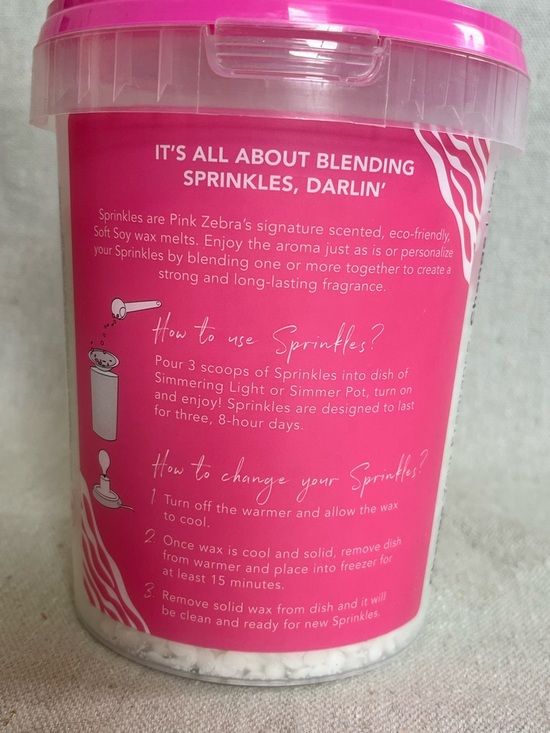 IT'S ALL ABOUT BLENDING
SPRINKLES, DARLIN'
Sprinkles are Pink Zebra's signature scented, eco-friendly,
Soft Soy wax melts. Enjoy the aroma just as is or personalize
your Sprinkles by blending one or more together to create a
strong and long-lasting fragrance.
How to use Sprinkles?
Pour 3 scoops of Sprinkles into dish of
Simmering Light or Simmer Pot, turn on
and enjoy! Sprinkles are designed to last
for three, 8-hour days.
How to change your Sprinkles?
1. Turn off the warmer and allow the wax
to cool.
2. Once wax is cool and solid, remove dish
from warmer and place into freezer for
at least 15 minutes.
3. Remove solid wax from dish and it will
be clean and ready for new Sprinkles.